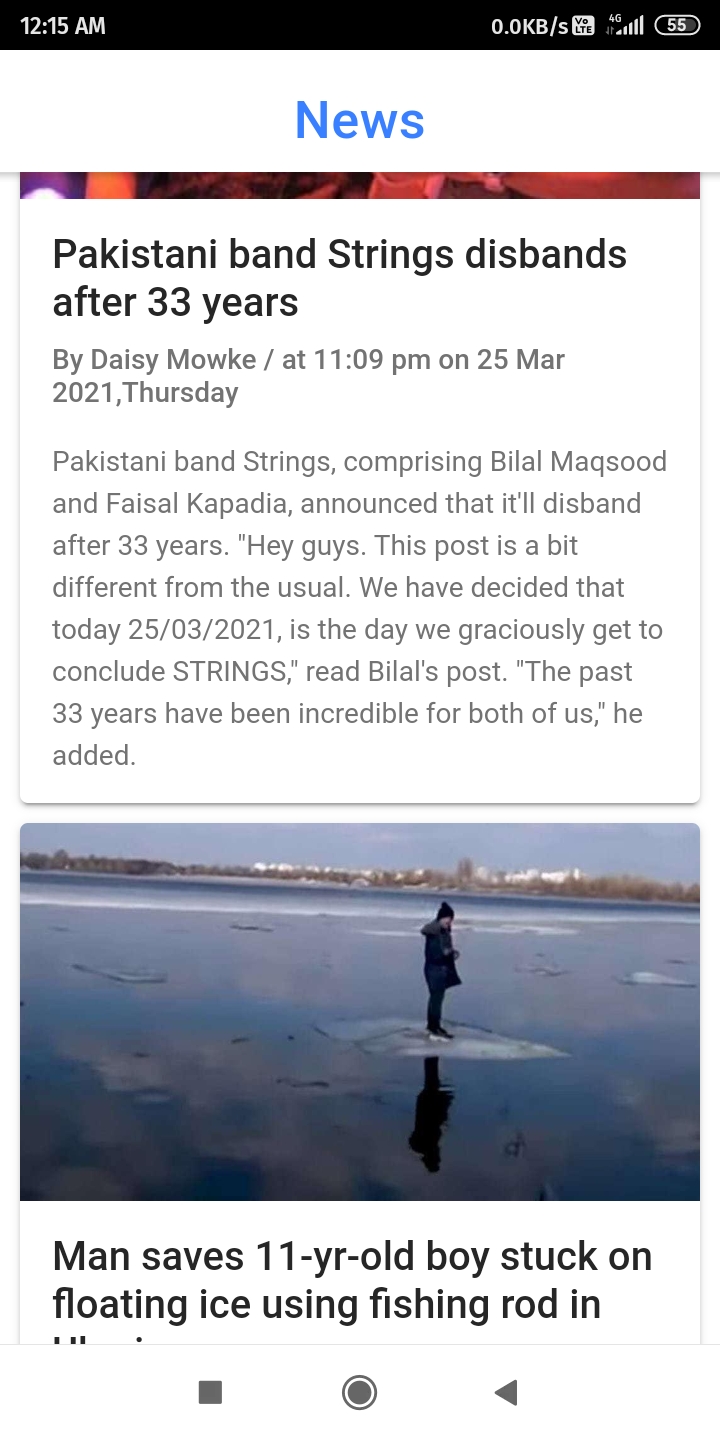 12:15 AM 0.0KB/s Vo LTE 4G 55
News
Pakistani band Strings disbands
after 33 years
By Daisy Mowke / at 11:09 pm on 25 Mar
2021,Thursday
Pakistani band Strings, comprising Bilal Maqsood
and Faisal Kapadia, announced that it'll disband
after 33 years. "Hey guys. This post is a bit
different from the usual. We have decided that
today 25/03/2021, is the day we graciously get to
conclude STRINGS," read Bilal's post. "The past
33 years have been incredible for both of us," he
added.
Man saves 11-yr-old boy stuck on
floating ice using fishing rod in